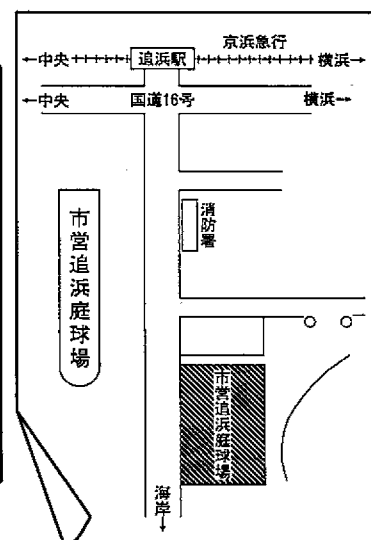 京浜急行
←中央
追浜駅
横浜→
←中央
国道16号
横浜→
消防署
市営追浜庭球場
市営追浜庭球場
海岸